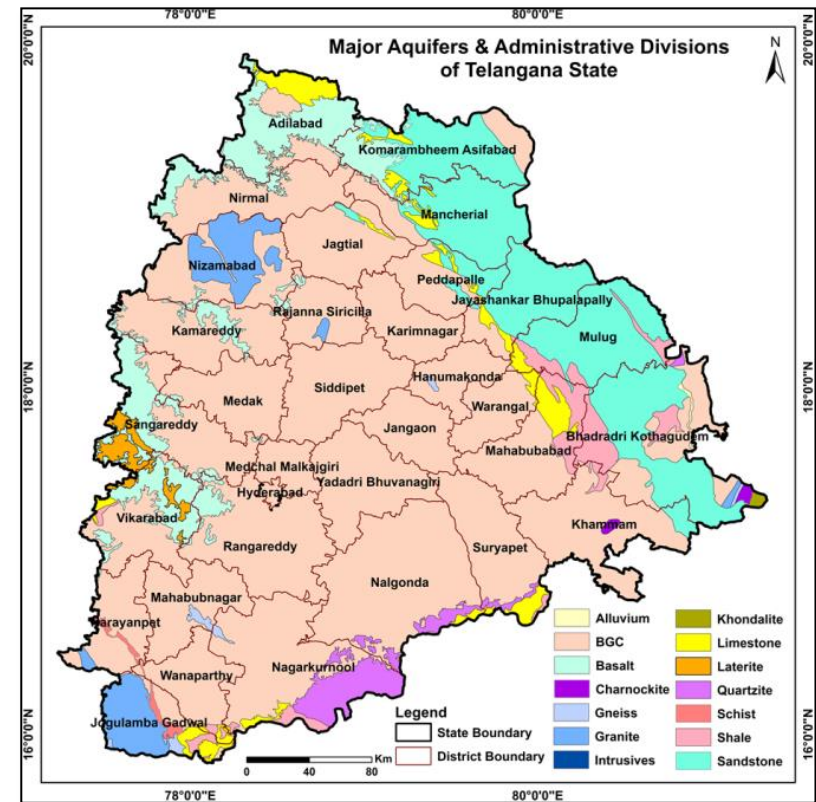 78°0'0"E 80°0'0"E
20°0'0"N 20°0'0"N
Major Aquifers & Administrative Divisions
of Telangana State
N
Adilabad
Komarambheem Asifabad
Nirmal
Mancherial
Jagtial
Nizamabad
Peddapalle
Jayashankar Bhupalapally
Rajanna Siricilla
Kamareddy
Karimnagar
Mulug
18°0'0"N 18°0'0"N
Hanumakonda
Siddipet
Medak
Warangal
Sangareddy
Jangaon
Bhadradri Kothagudem
Mahabubabad
Medchal Malkajgiri
Yadadri Bhuvanagiri
Hyderabad
Vikarabad
Khammam
Rangareddy
Suryapet
Nalgonda
Mahabubnagar
Narayanpet
Nagarkurnool
Wanaparthy
Jogulamba Gadwal
16°0'0"N 16°0'0"N
Legend
State Boundary
District Boundary
Km
0 40 80
Alluvium
BGC
Basalt
Charnockite
Gneiss
Granite
Intrusives
Khondalite
Limestone
Laterite
Quartzite
Schist
Shale
Sandstone
78°0'0"E 80°0'0"E